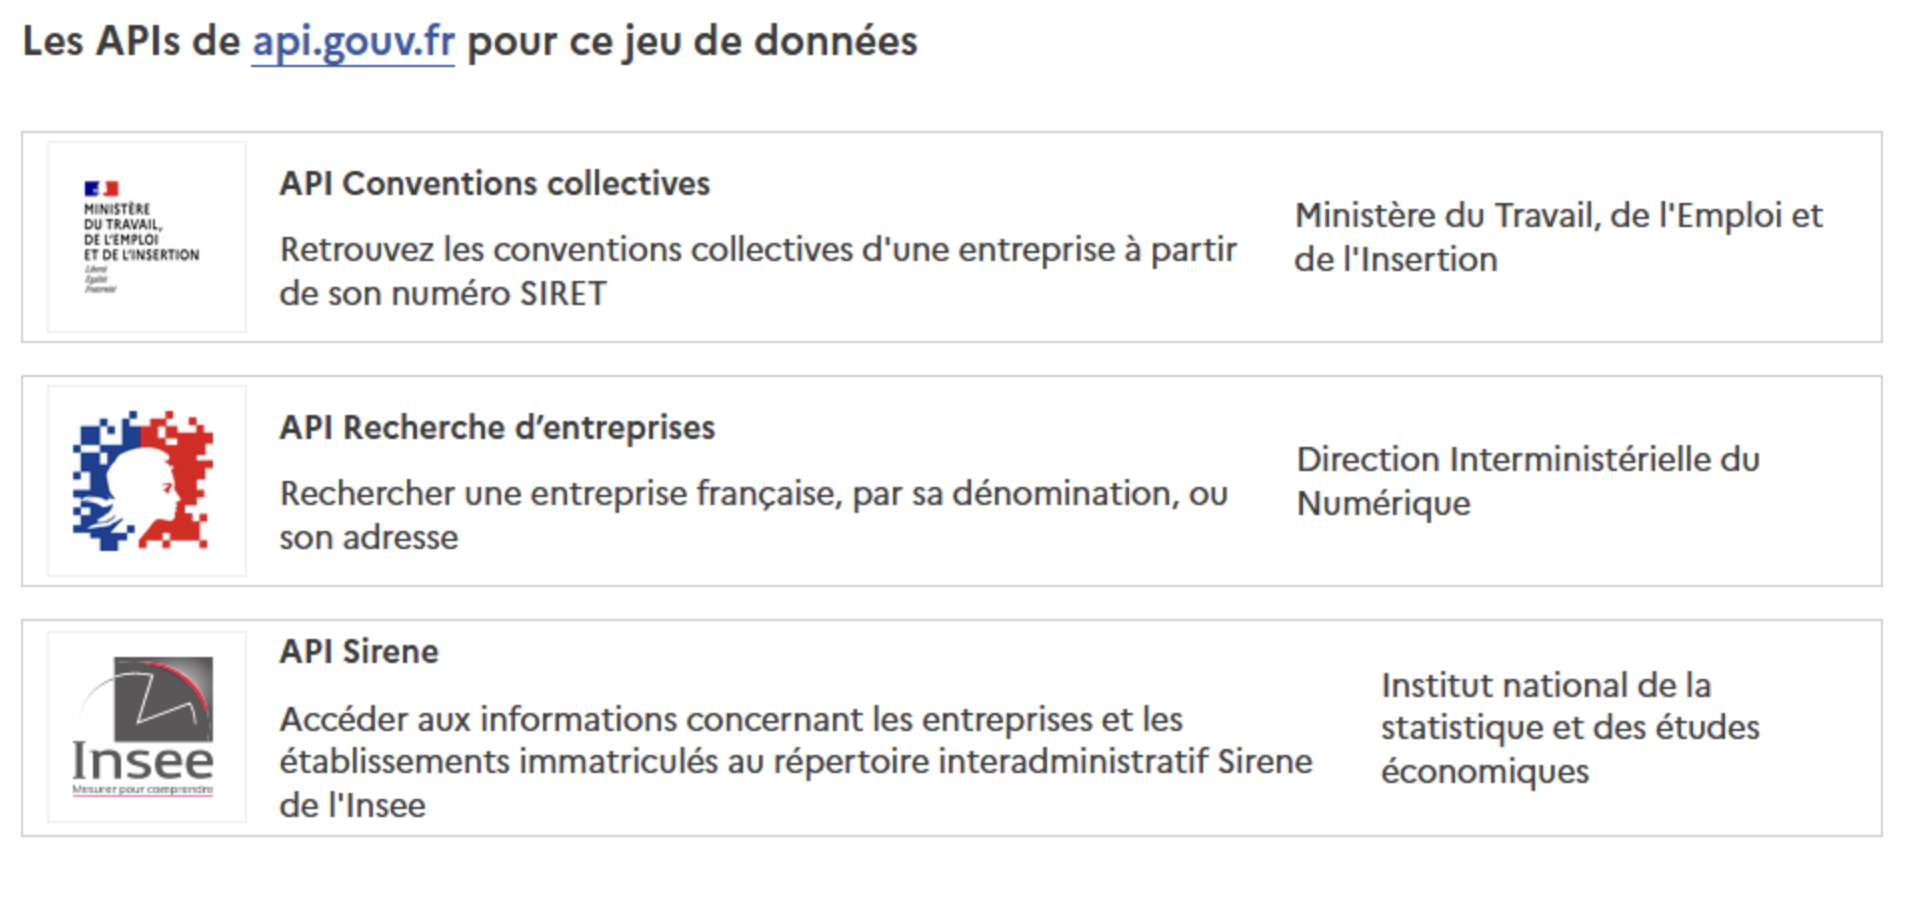 Les APIs de api.gouv.fr pour ce jeu de données
MINISTÈRE
DU TRAVAIL,
DE L'EMPLOI
ET DE L'INSERTION
Liberté
Égalité
Fraternité
API Conventions collectives
Retrouvez les conventions collectives d'une entreprise à partir
de son numéro SIRET
Ministère du Travail, de l'Emploi et
de l'Insertion
API Recherche d’entreprises
Rechercher une entreprise française, par sa dénomination, ou
son adresse
Direction Interministérielle du
Numérique
Insee
Mesurer pour comprendre
API Sirene
Accéder aux informations concernant les entreprises et les
établissements immatriculés au répertoire interadministratif Sirene
de l'Insee
Institut national de la
statistique et des études
économiques